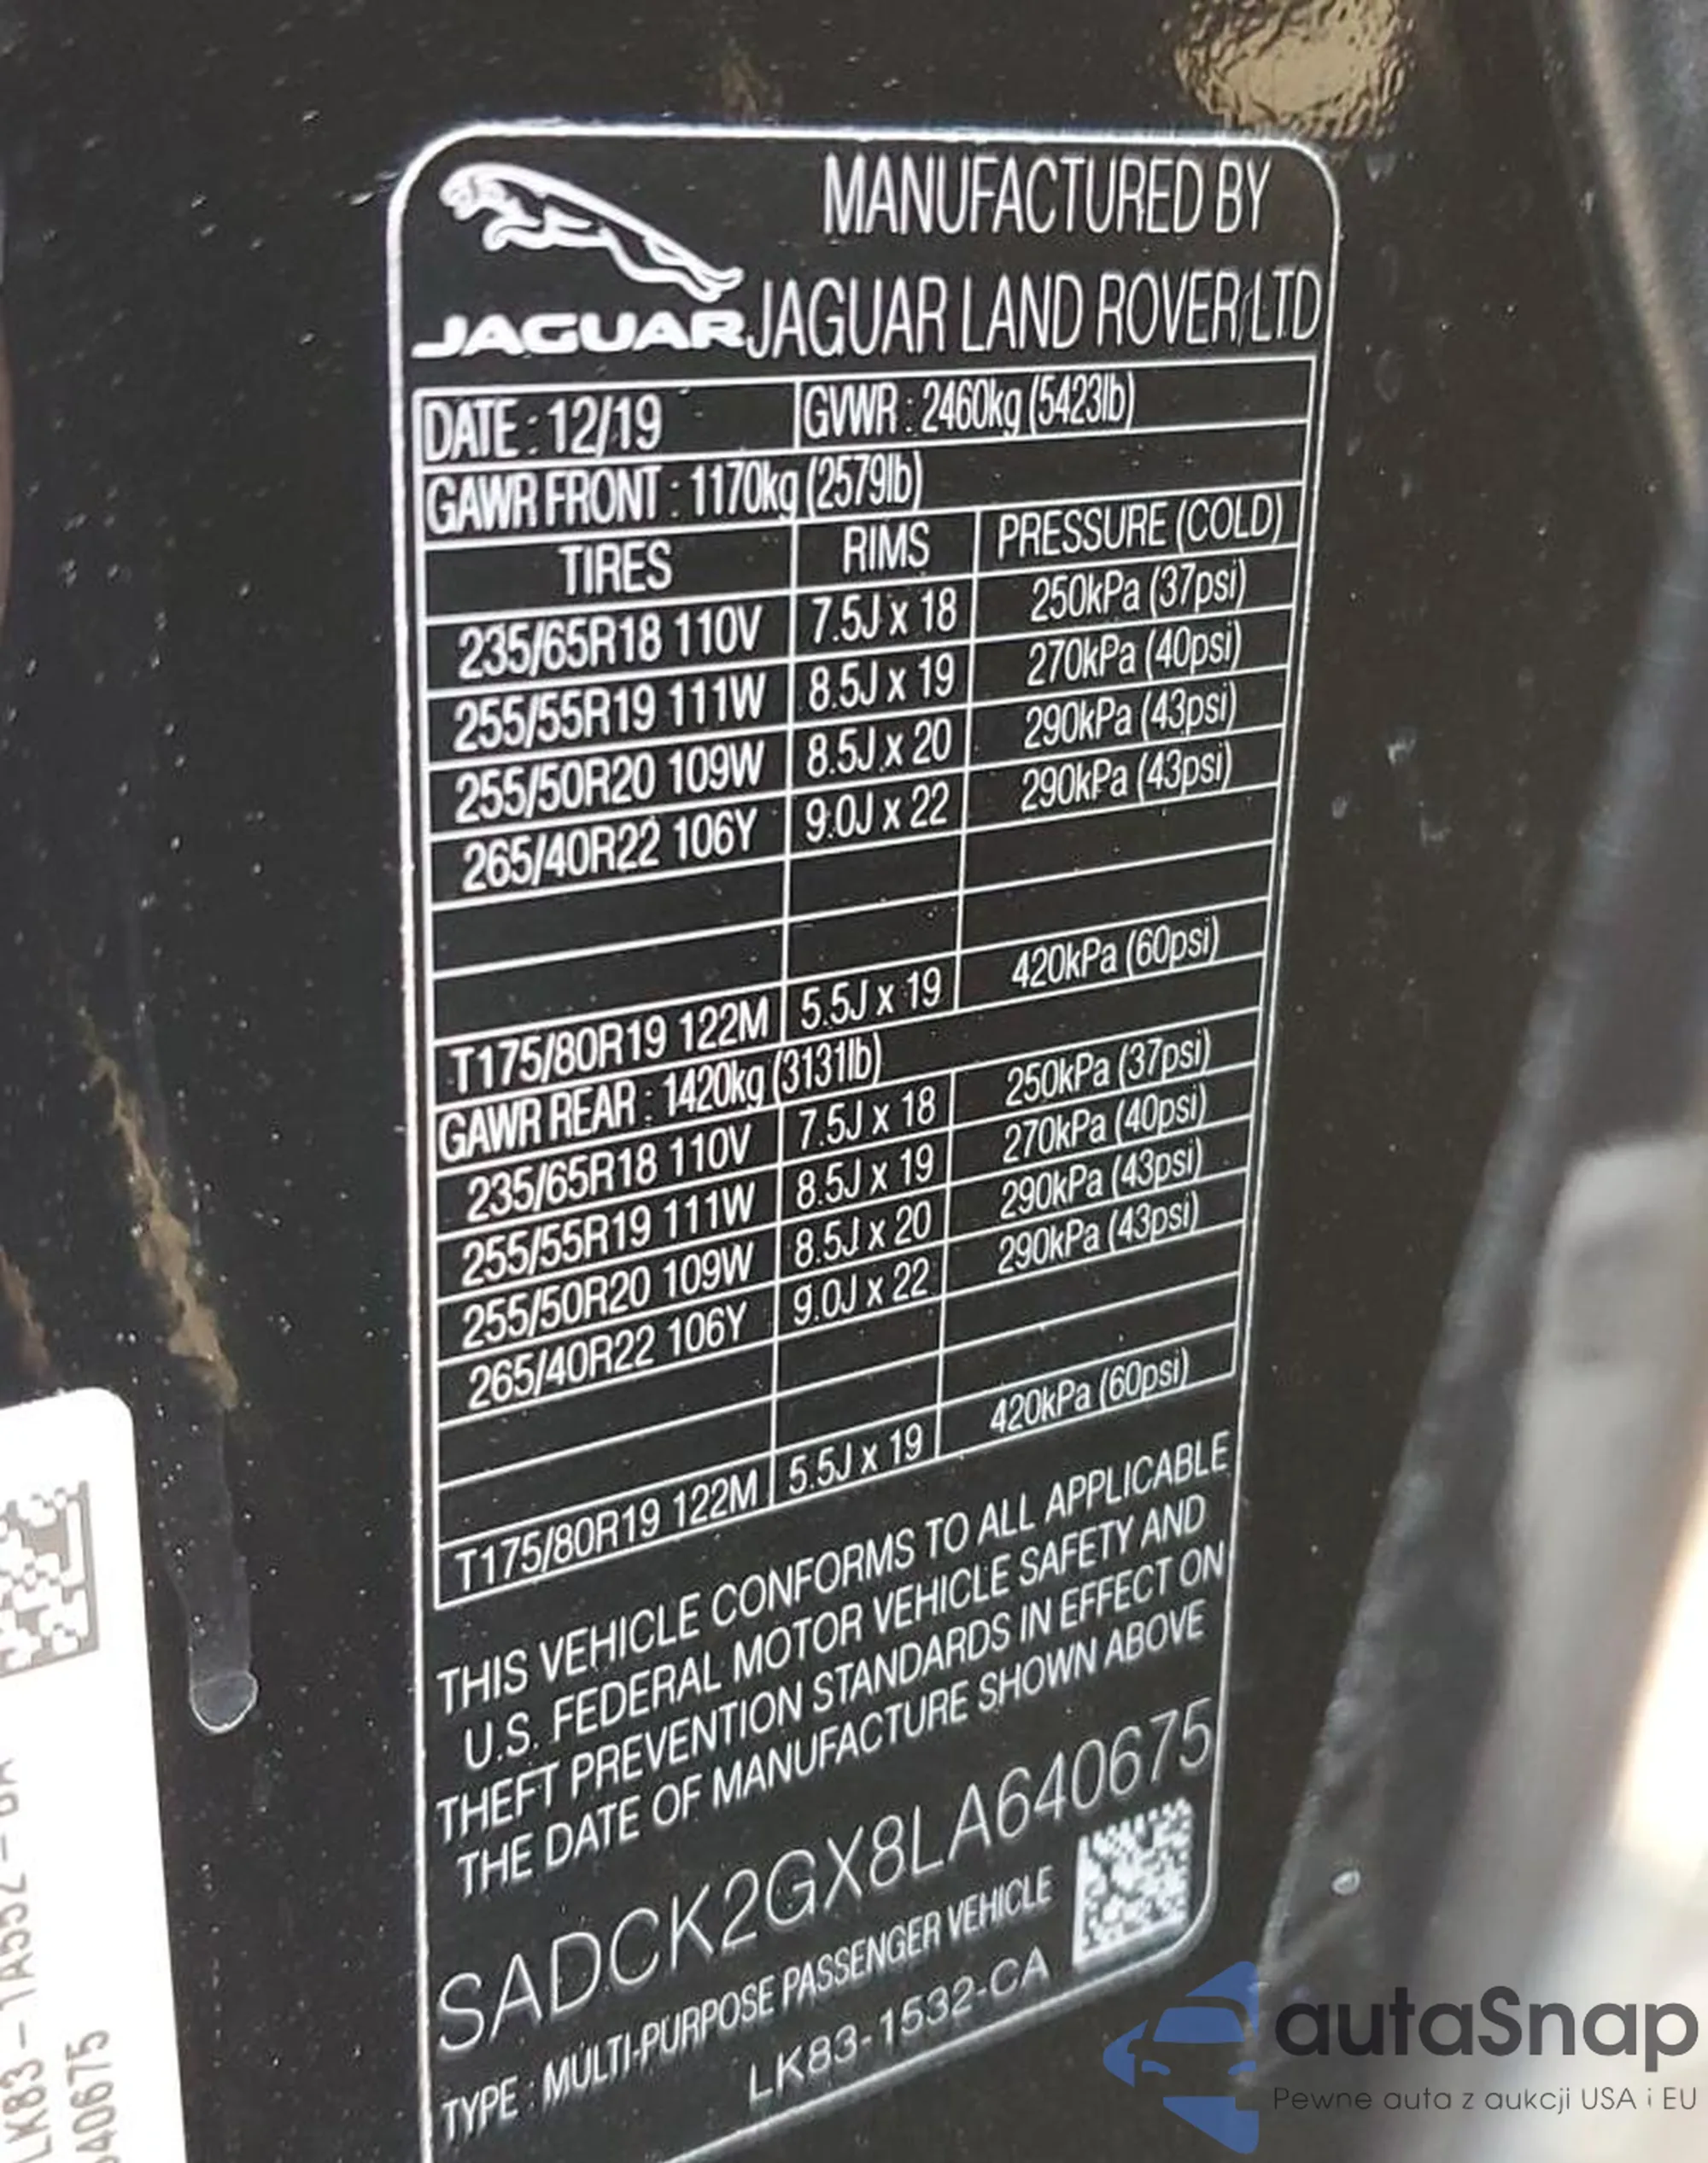 MANUFACTURED BY
JAGUAR JAGUAR LAND ROVER LTD
DATE : 12/19 GVWR : 2460kg (5423lb)
GAWR FRONT : 1170kg (2579lb)
TIRES RIMS PRESSURE (COLD)
235/65R18 110V 7.5J x 18 250kPa (37psi)
255/55R19 111W 8.5J x 19 270kPa (40psi)
255/50R20 109W 8.5J x 20 290kPa (43psi)
265/40R22 106Y 9.0J x 22 290kPa (43psi)
T175/80R19 122M 5.5J x 19 420kPa (60psi)
GAWR REAR : 1420kg (3131lb)
235/65R18 110V 7.5J x 18 250kPa (37psi)
255/55R19 111W 8.5J x 19 270kPa (40psi)
255/50R20 109W 8.5J x 20 290kPa (43psi)
265/40R22 106Y 9.0J x 22 290kPa (43psi)
T175/80R19 122M 5.5J x 19 420kPa (60psi)
THIS VEHICLE CONFORMS TO ALL APPLICABLE
U.S. FEDERAL MOTOR VEHICLE SAFETY AND
THEFT PREVENTION STANDARDS IN EFFECT ON
THE DATE OF MANUFACTURE SHOWN ABOVE
SADCK2GX8LA640675
TYPE : MULTI-PURPOSE PASSENGER VEHICLE
LK83-1532-CA
autaSnap
Pewne auta z aukcji USA i EU